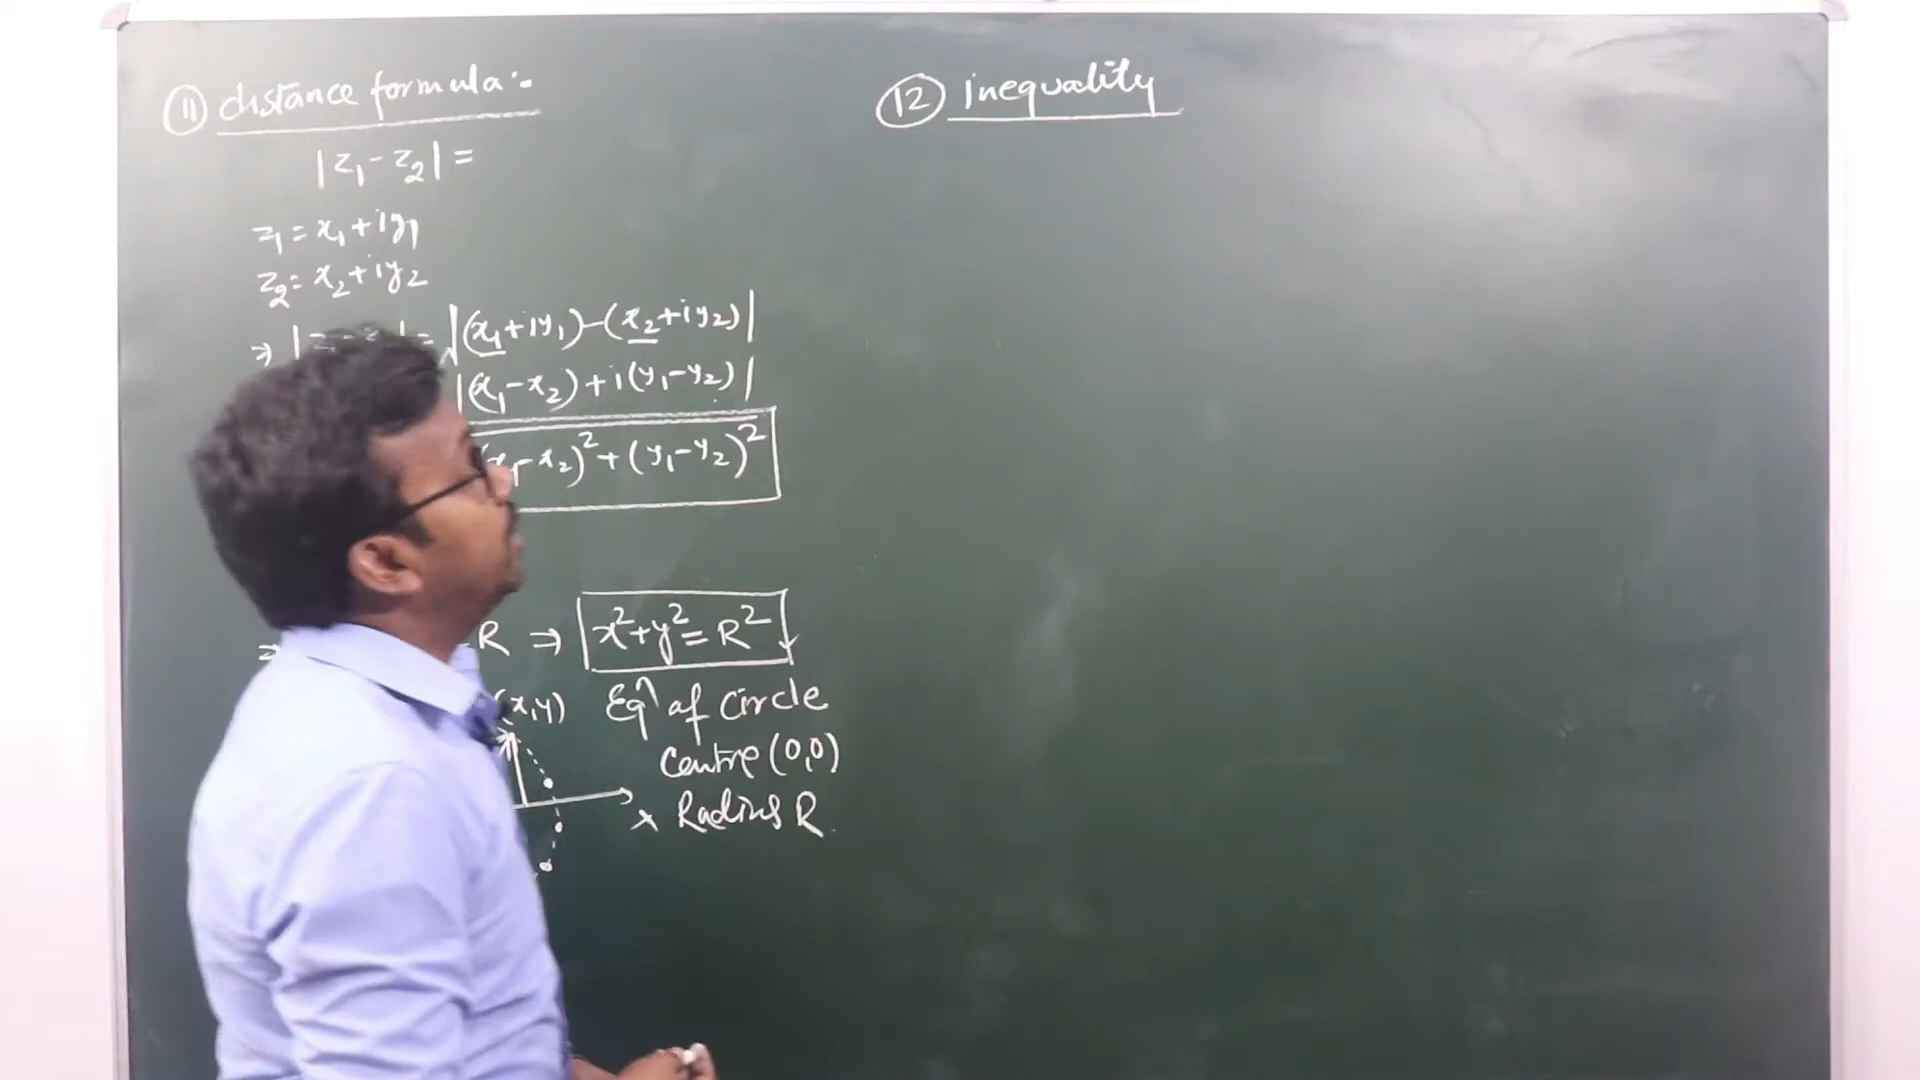 ⑪ distance formula :-
|z₁ - z₂| =
z₁ = x₁ + iy₁
z₂ = x₂ + iy₂
⇒ | = |(x₁+iy₁)-(x₂+iy₂)|
|(x₁-x₂)+i(y₁-y₂)|
x₂)²+(y₁-y₂)²
R ⇒ x²+y²=R²
(x,y) Eqⁿ of Circle
Centre (0,0)
x Radius R
⑫ inequality